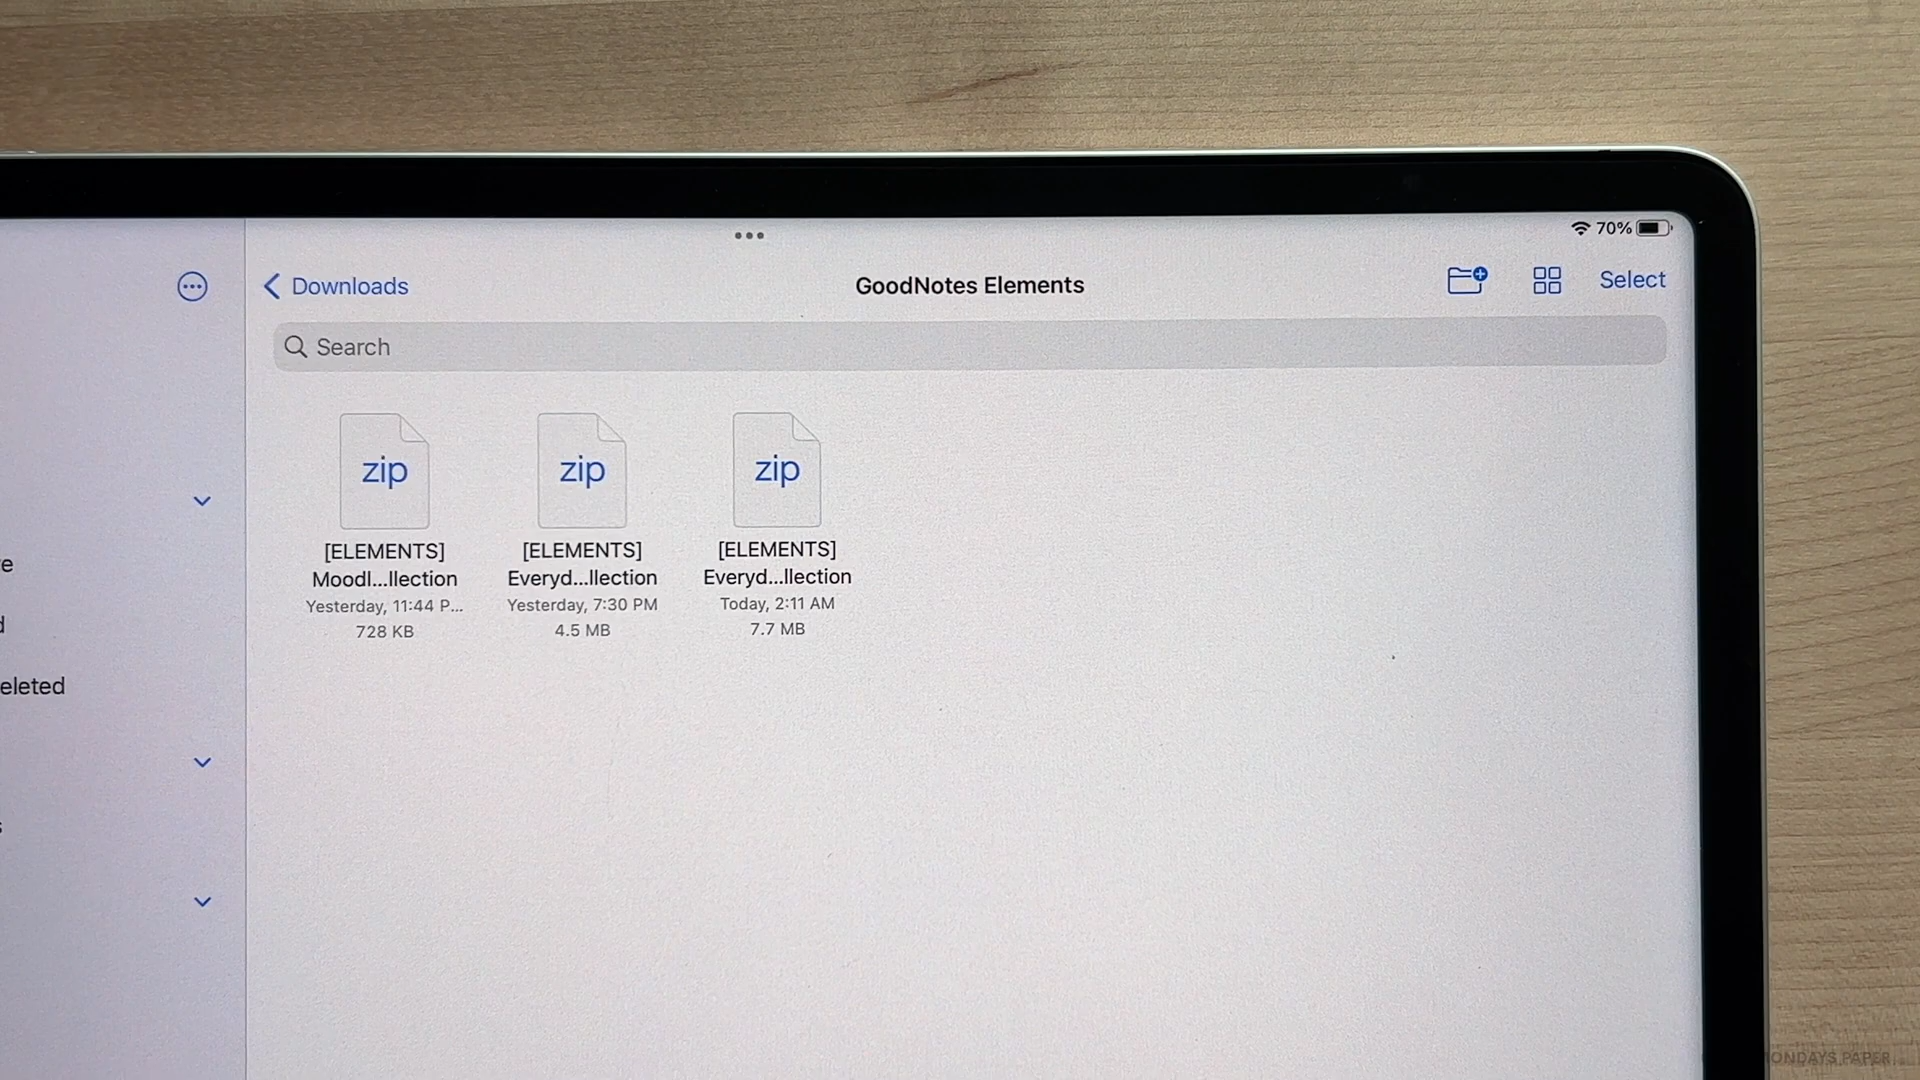 70%
Downloads
GoodNotes Elements
Select
Search
zip
zip
zip
[ELEMENTS]
Moodl...llection
Yesterday, 11:44 P...
728 KB
[ELEMENTS]
Everyd...llection
Yesterday, 7:30 PM
4.5 MB
[ELEMENTS]
Everyd...llection
Today, 2:11 AM
7.7 MB
e
d
eleted
s
ONDAYS PAPER